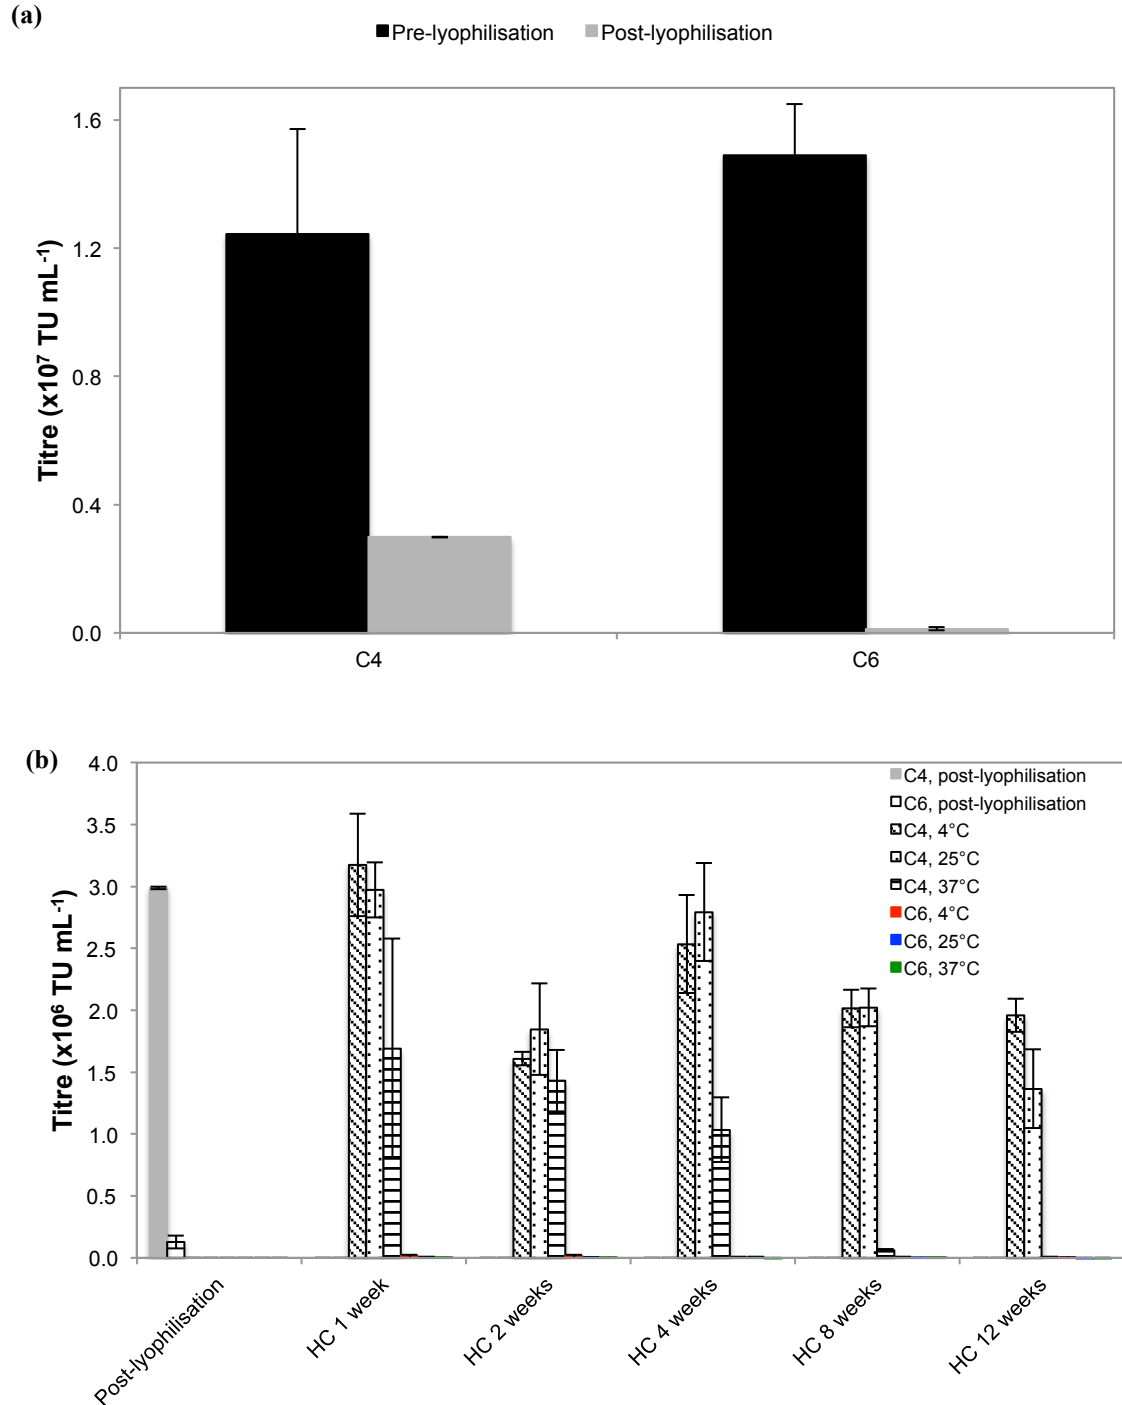 (a)
Pre-lyophilisation Post-lyophilisation
Titre (x10⁷ TU mL⁻¹)
1.6
1.2
0.8
0.4
0.0
C4 C6
(b)
Titre (x10⁶ TU mL⁻¹)
4.0
3.5
3.0
2.5
2.0
1.5
1.0
0.5
0.0
C4, post-lyophilisation
C6, post-lyophilisation
C4, 4°C
C4, 25°C
C4, 37°C
C6, 4°C
C6, 25°C
C6, 37°C
Post-lyophilisation
HC 1 week
HC 2 weeks
HC 4 weeks
HC 8 weeks
HC 12 weeks